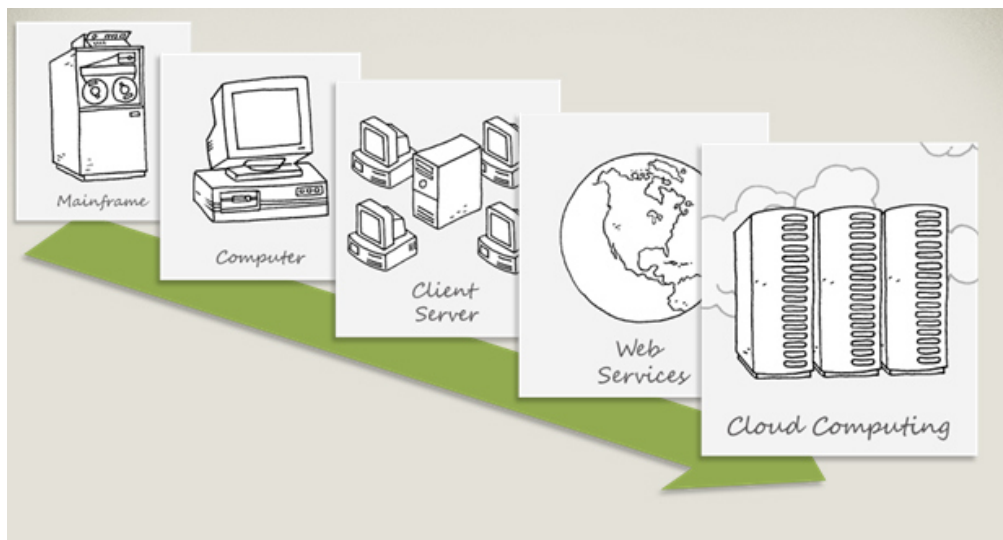 Mainframe
Computer
Client
Server
Web
Services
Cloud Computing